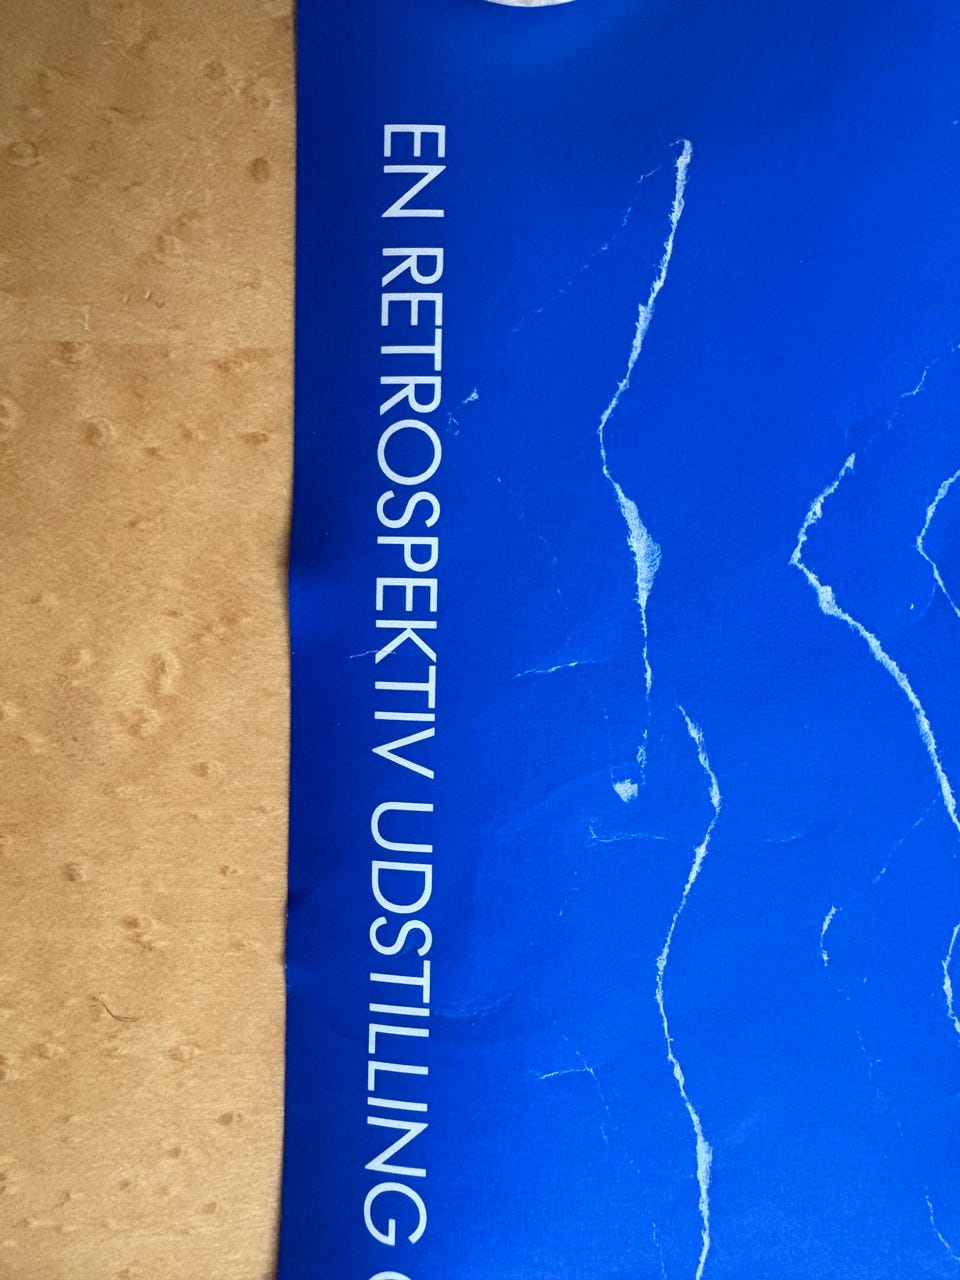 EN RETROSPEKTIV UDSTILLING